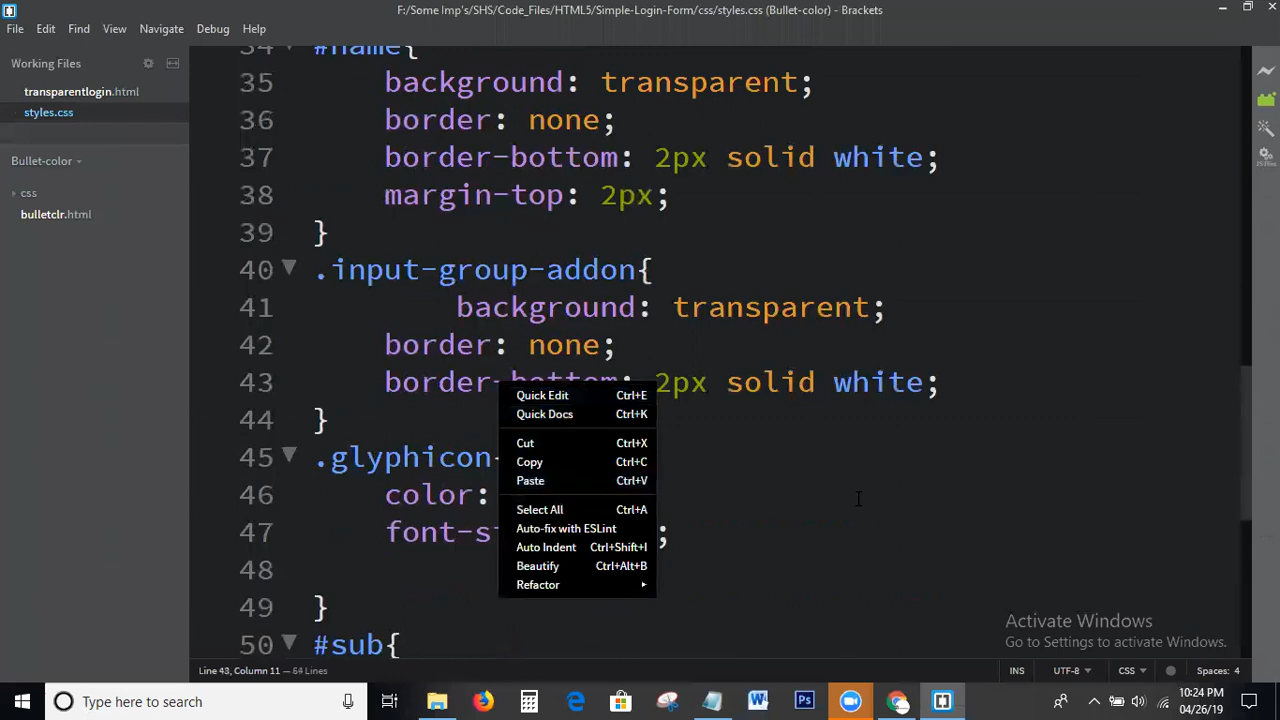 F:/Some Imp's/SHS/Code_Files/HTML5/Simple-Login-Form/css/styles.css (Bullet-color) - Brackets
File Edit Find View Navigate Debug Help
Working Files
transparentlogin.html
styles.css
Bullet-color
css
bulletclr.html
34 #name{
35 background: transparent;
36 border: none;
37 border-bottom: 2px solid white;
38 margin-top: 2px;
39 }
40 .input-group-addon{
41 background: transparent;
42 border: none;
43 border-bottom: 2px solid white;
44 }
45 .glyphicon
46 color:
47 ;
48
49 }
50 #sub{
Quick Edit Ctrl+E
Quick Docs Ctrl+K
Cut Ctrl+X
Copy Ctrl+C
Paste Ctrl+V
Select All Ctrl+A
Auto-fix with ESLint
Auto Indent Ctrl+Shift+I
Beautify Ctrl+Alt+B
Refactor
Activate Windows
Go to Settings to activate Windows.
Line 43, Column 11 — 64 Lines
INS UTF-8 CSS Spaces: 4
Type here to search
10:24 PM
04/26/19